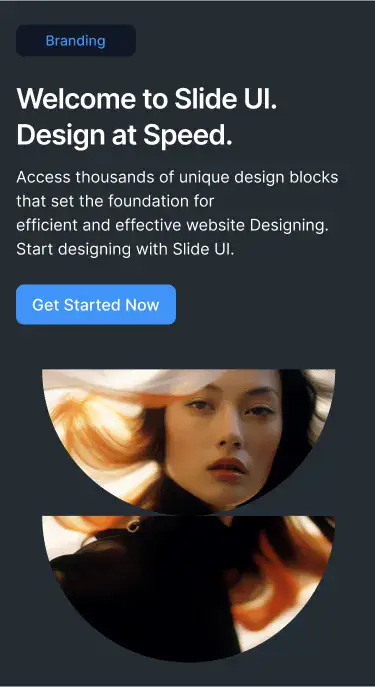 Branding
Welcome to Slide UI.
Design at Speed.
Access thousands of unique design blocks
that set the foundation for
efficient and effective website Designing.
Start designing with Slide UI.
Get Started Now